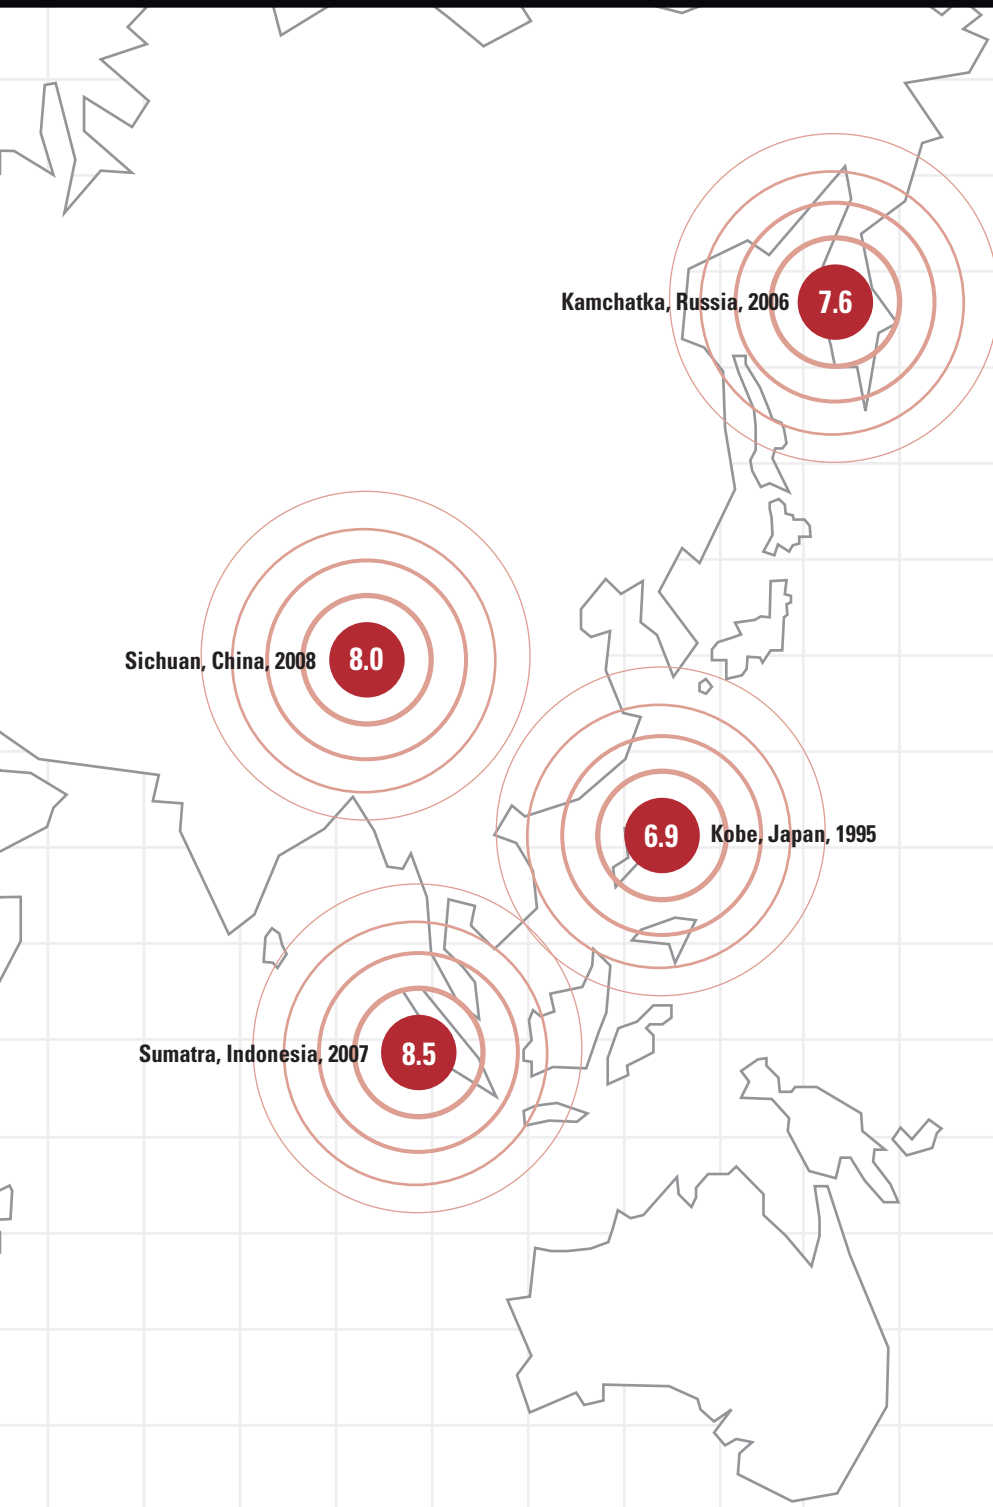 Kamchatka, Russia, 2006 7.6
Sichuan, China, 2008 8.0
6.9 Kobe, Japan, 1995
Sumatra, Indonesia, 2007 8.5